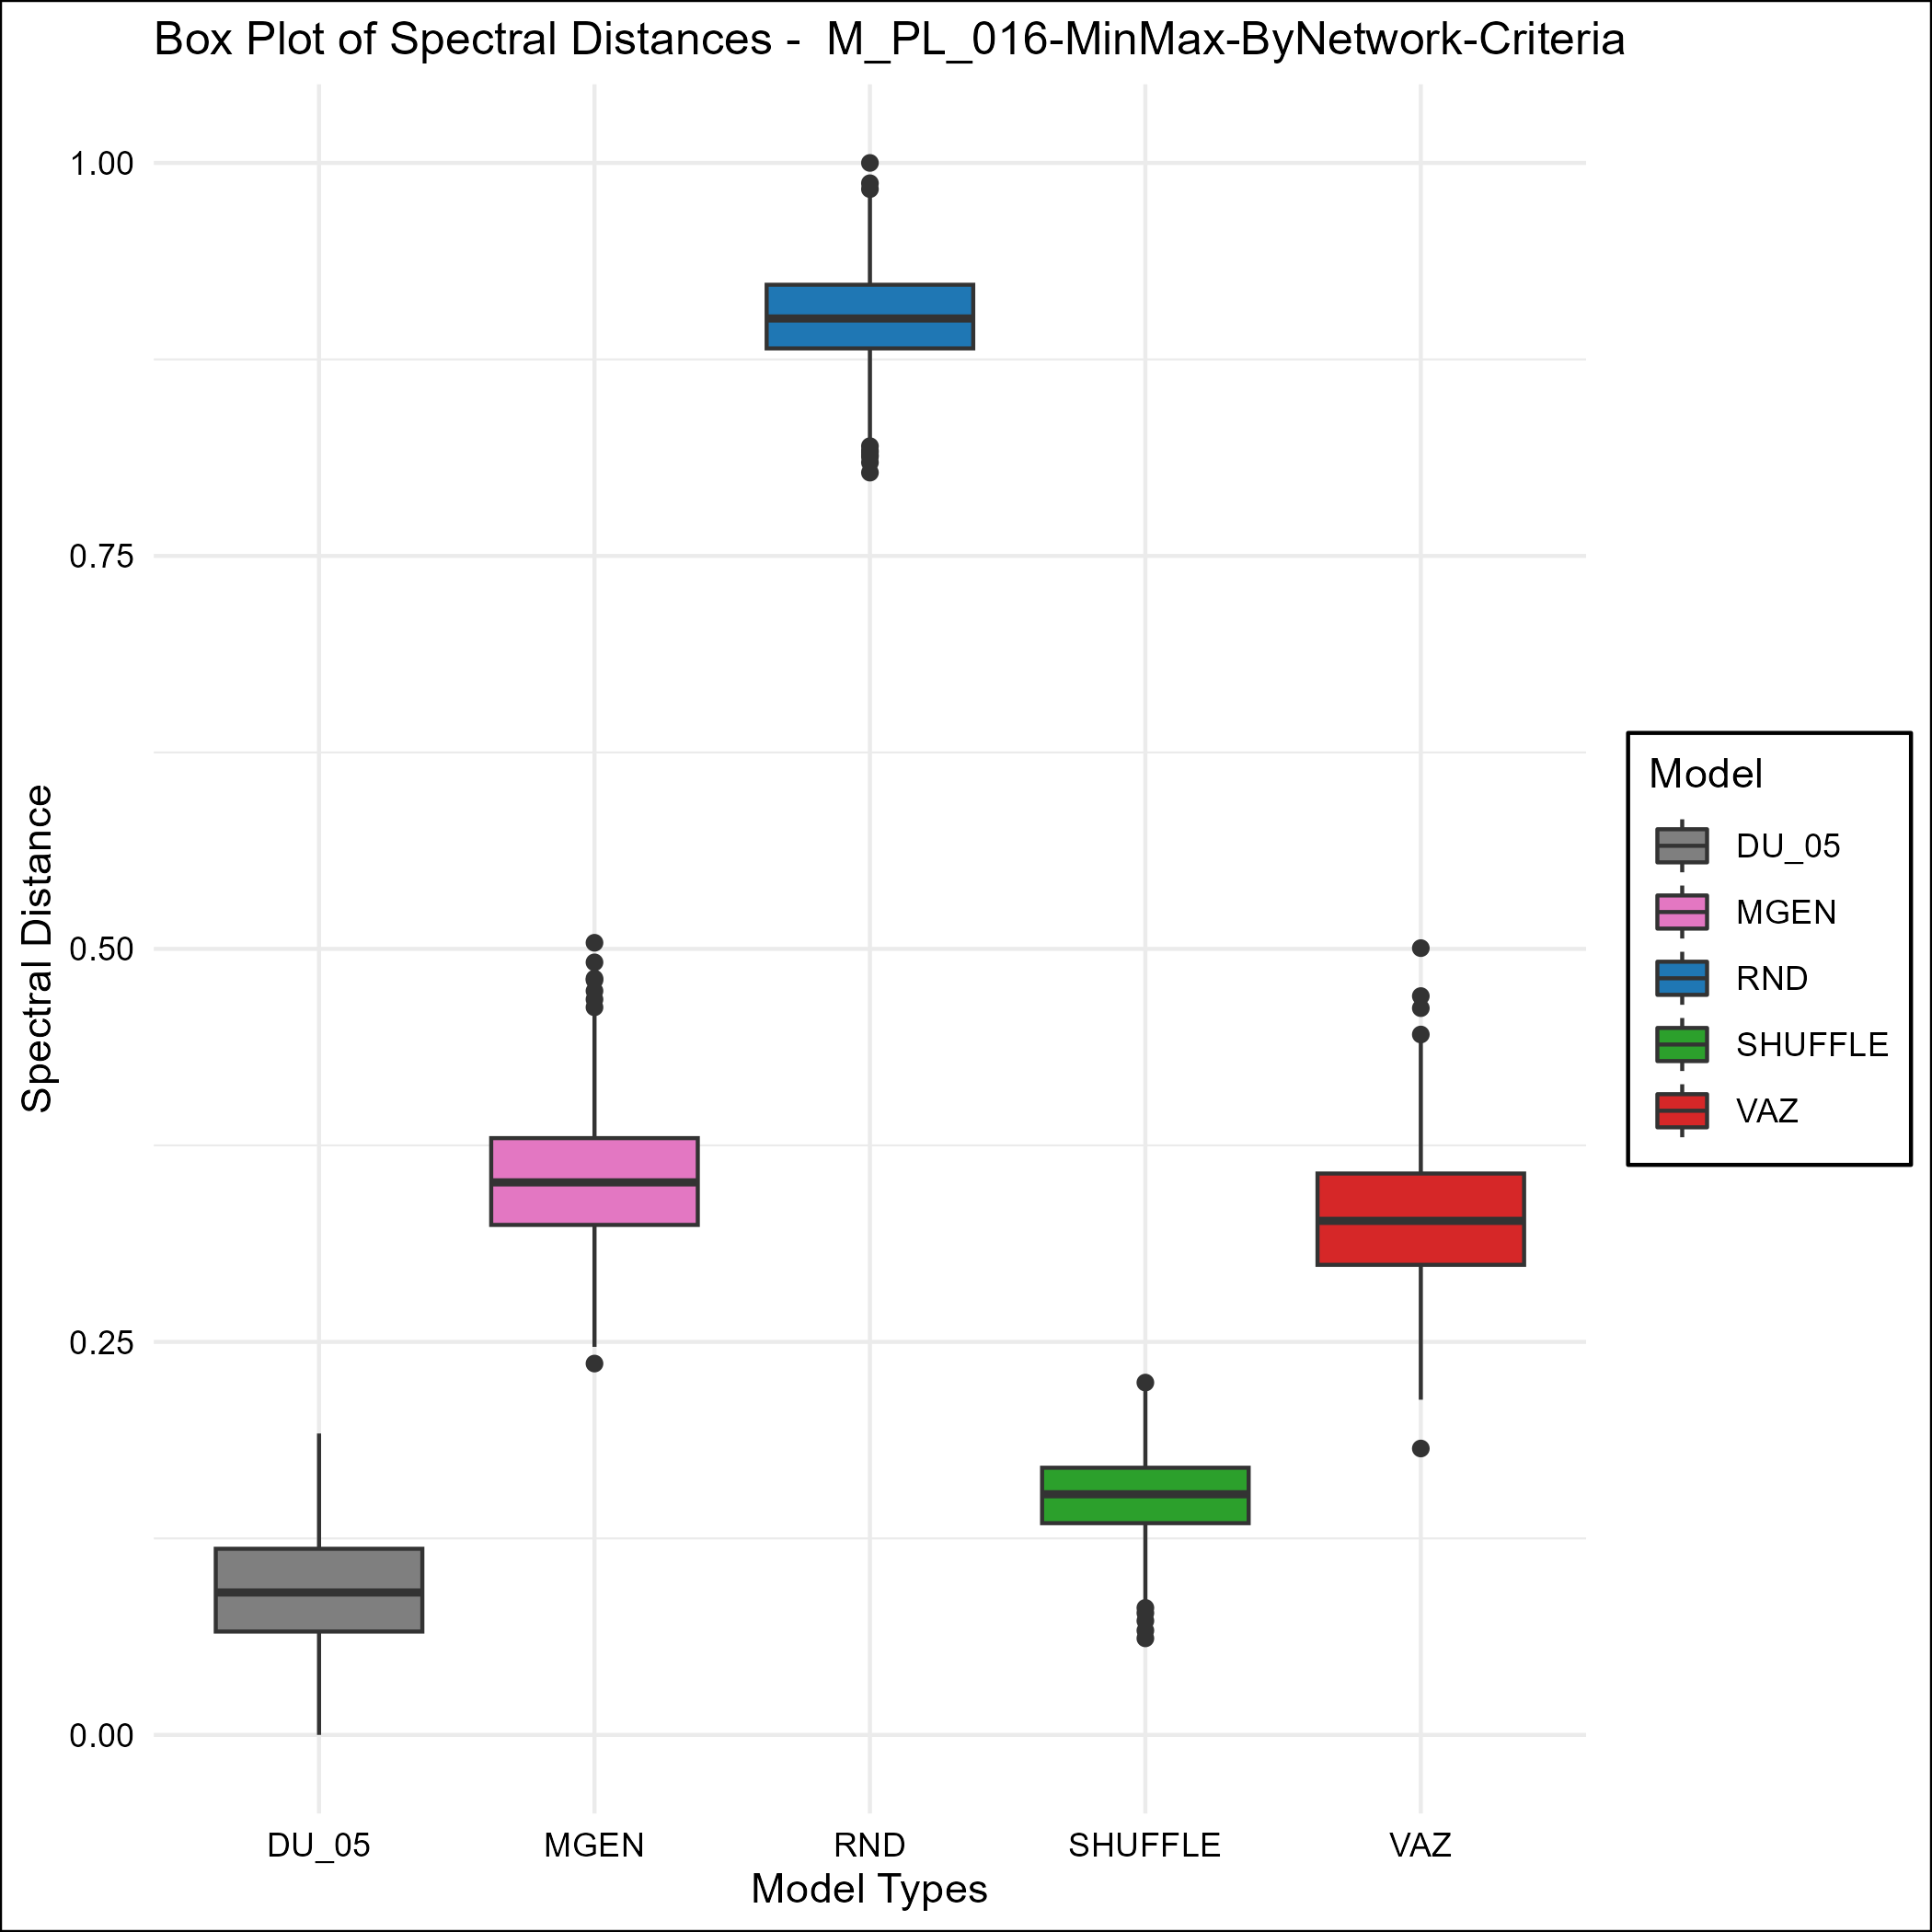 Box Plot of Spectral Distances -  M_PL_016-MinMax-ByNetwork-Criteria
Spectral Distance
1.00
0.75
0.50
0.25
0.00
DU_05
MGEN
RND
SHUFFLE
VAZ
Model Types
Model
DU_05
MGEN
RND
SHUFFLE
VAZ